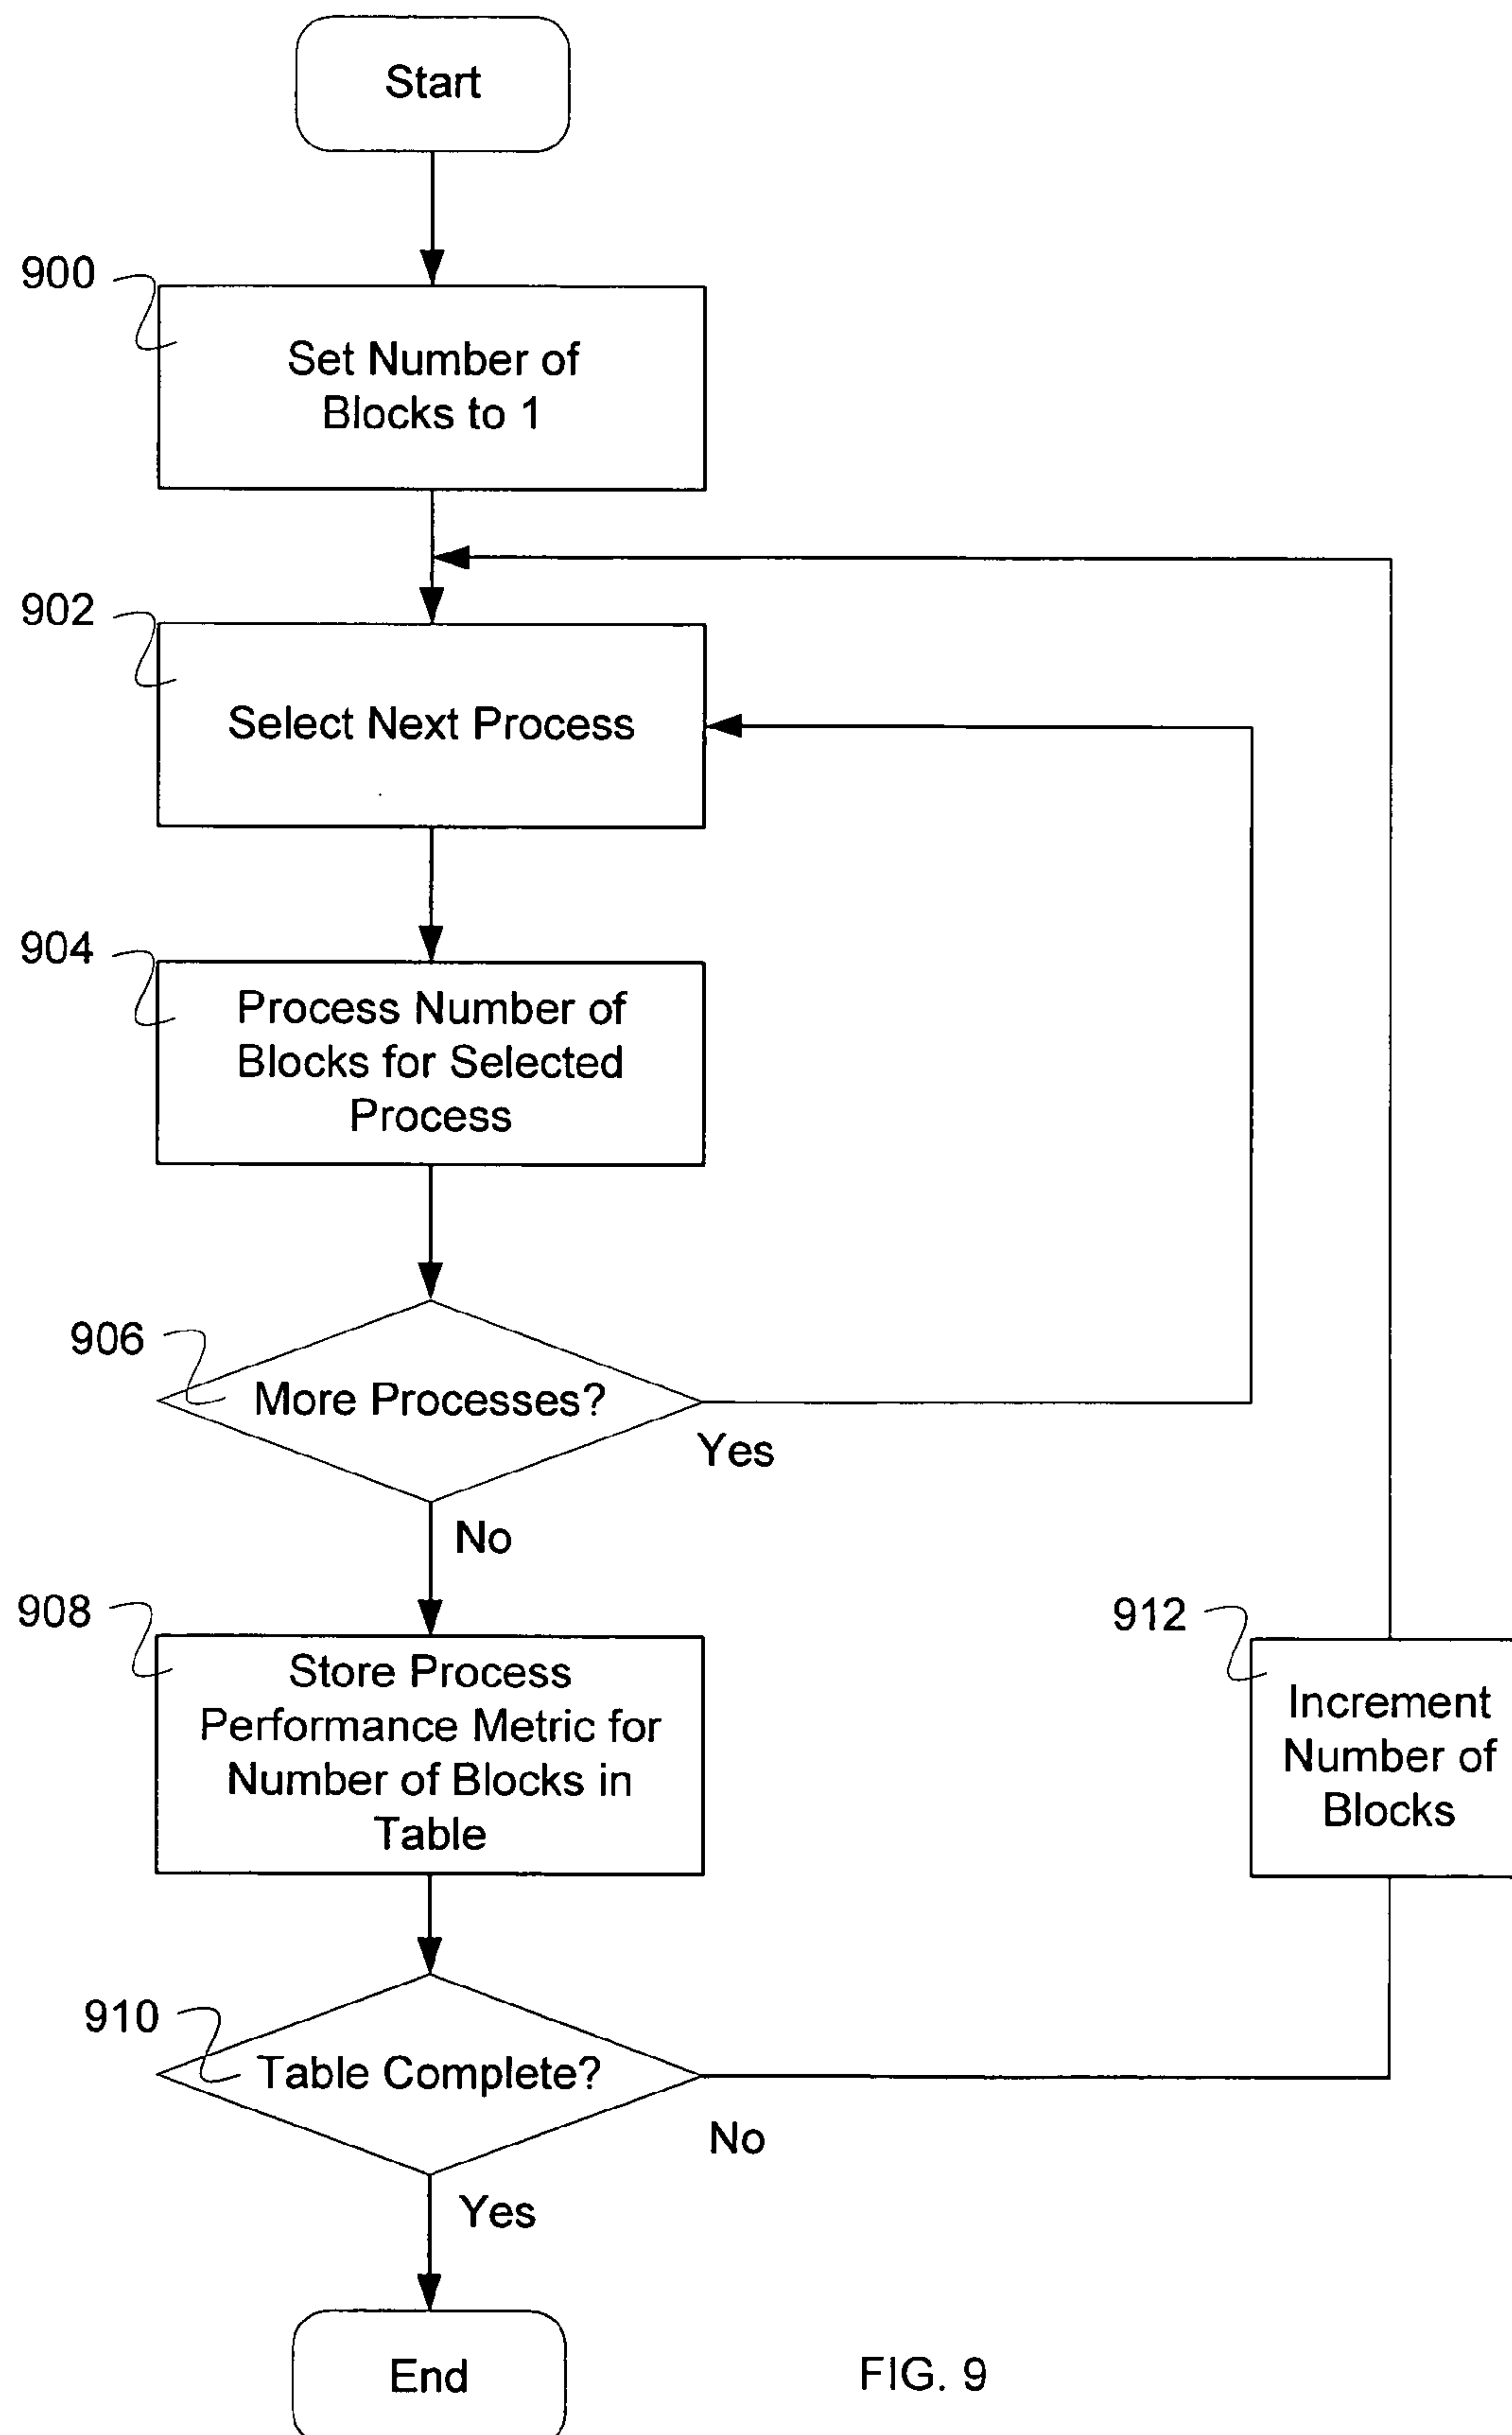 Start
900
Set Number of
Blocks to 1
902
Select Next Process
904
Process Number of
Blocks for Selected
Process
906
More Processes?
Yes
No
908
Store Process
Performance Metric for
Number of Blocks in
Table
912
Increment
Number of
Blocks
910
Table Complete?
No
Yes
End
FIG. 9